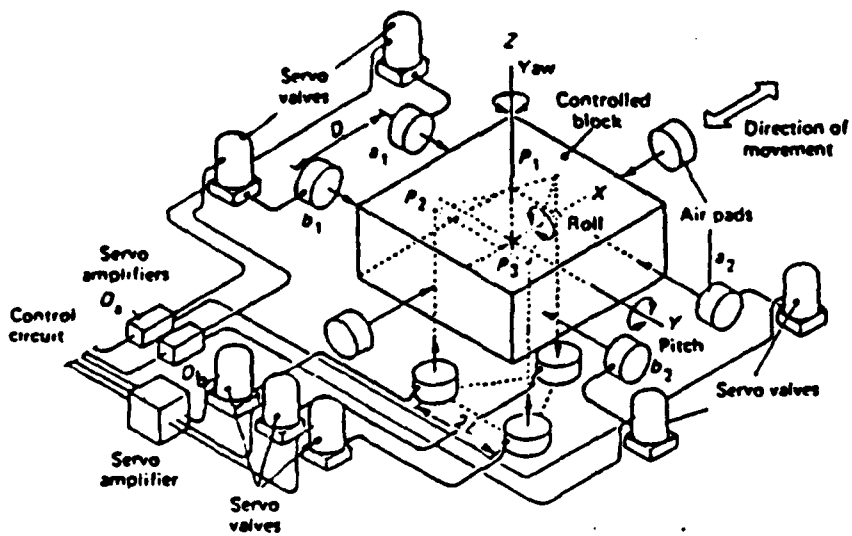 Z
Yaw
Servo
valves
Controlled
block
Direction of
movement
D
a1
P1
b1
P2
X
Roll
Air pads
a2
P3
Servo
amplifiers
Oa
Control
circuit
Y
Pitch
b2
Ob
2L
Servo valves
Servo
amplifier
Servo
valves